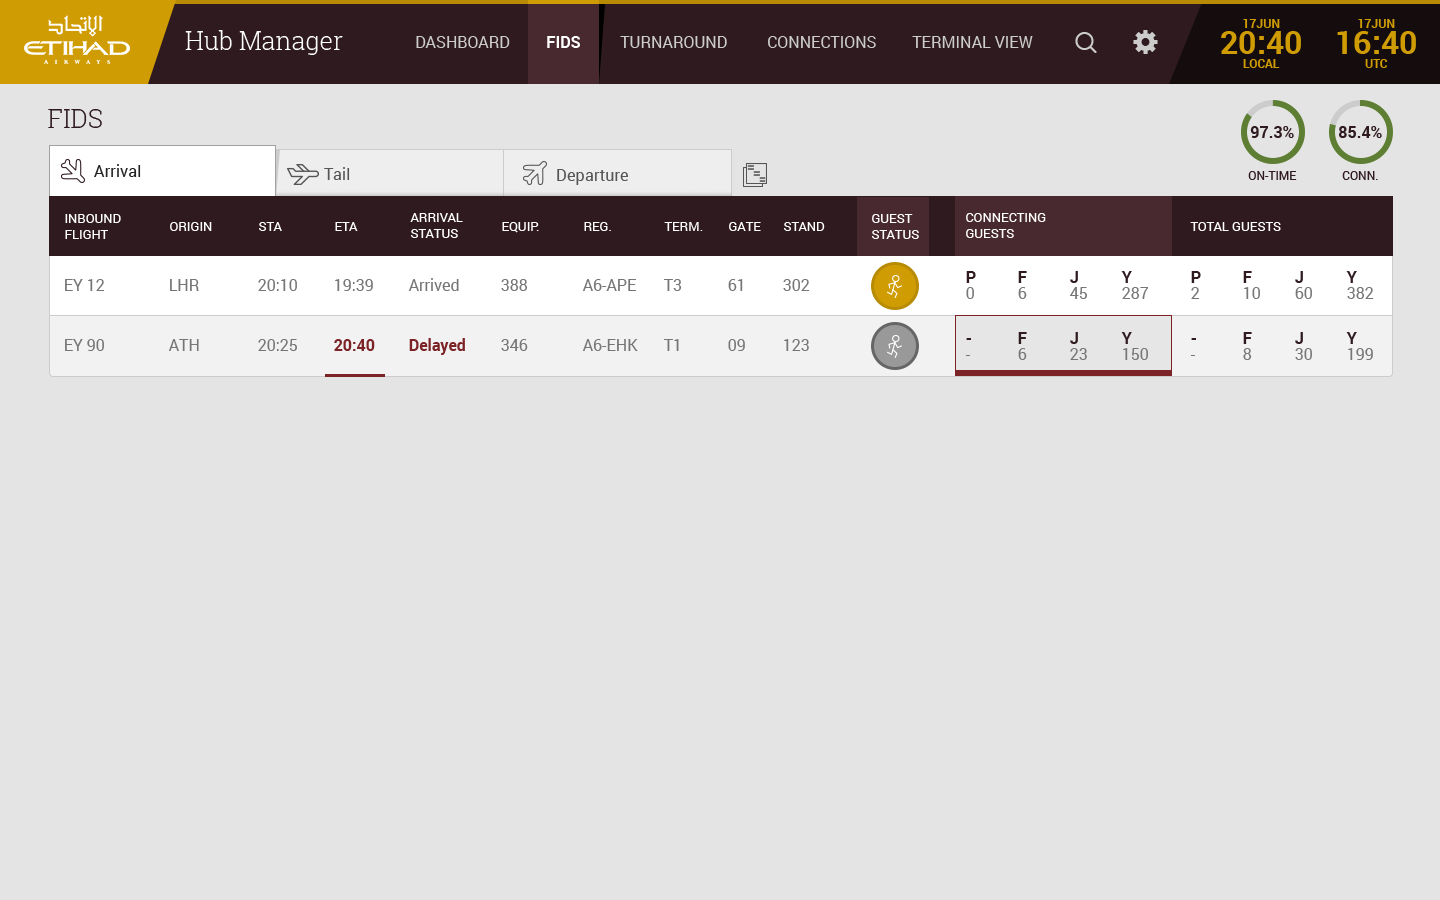 الإتحاد
ETIHAD
AIRWAYS
Hub Manager
DASHBOARD
FIDS
TURNAROUND
CONNECTIONS
TERMINAL VIEW
17JUN
20:40
LOCAL
17JUN
16:40
UTC
FIDS
97.3%
ON-TIME
85.4%
CONN.
Arrival
Tail
Departure
INBOUND
FLIGHT
ORIGIN
STA
ETA
ARRIVAL
STATUS
EQUIP.
REG.
TERM.
GATE
STAND
GUEST
STATUS
CONNECTING
GUESTS
TOTAL GUESTS
EY 12 LHR 20:10 19:39 Arrived 388 A6-APE T3 61 302
P F J Y P F J Y
0 6 45 287 2 10 60 382
EY 90 ATH 20:25 20:40 Delayed 346 A6-EHK T1 09 123
- F J Y - F J Y
- 6 23 150 - 8 30 199